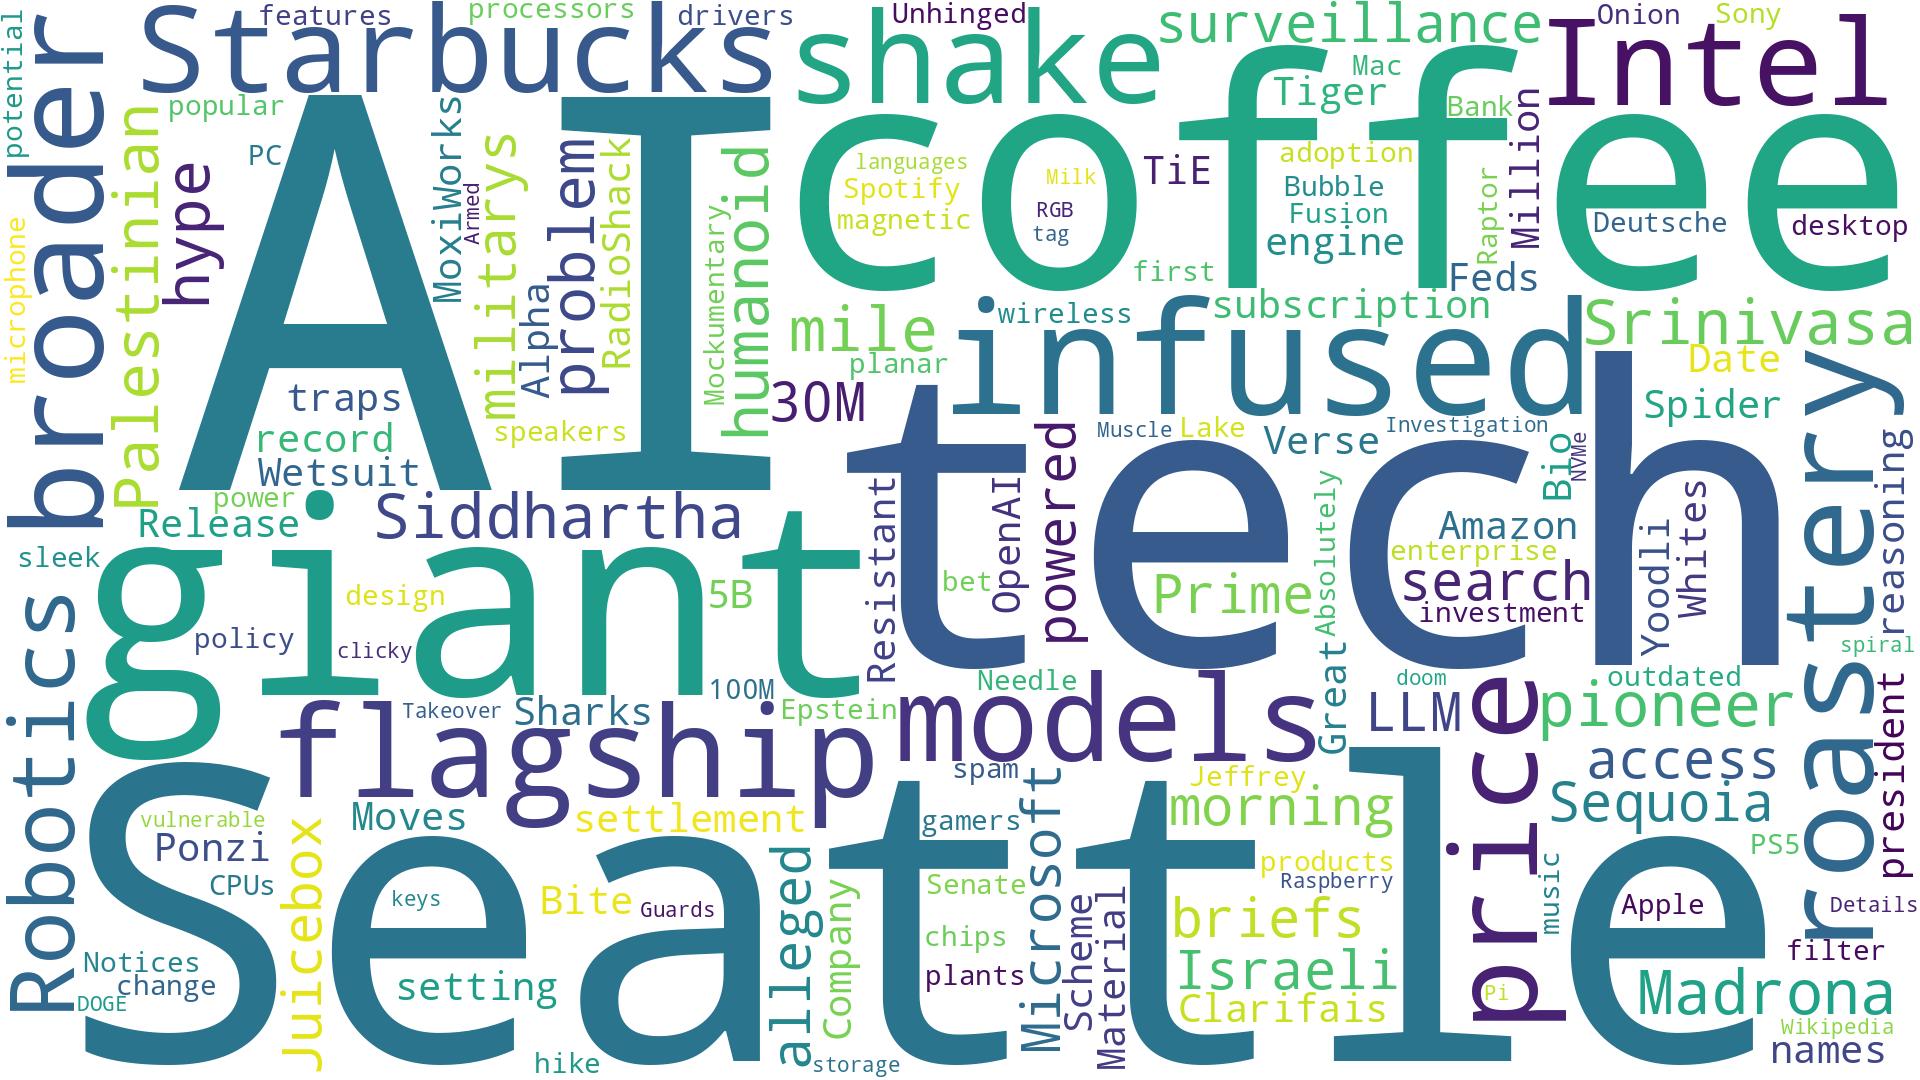 potential
features
processors
drivers
Unhinged
surveillance
Onion
Sony
Starbucks
shake
Intel
broader
popular
PC
Palestinian
hype
AI
MoxiWorks
Armed
militarys
Alpha
problem
RadioShack
Mockumentary
humanoid
coffee
languages
Spotify
magnetic
Milk
RGB
tag
TiE
first
Mac
Tiger
Bank
adoption
Bubble
Fusion
engine
Raptor
Million
Feds
Deutsche
desktop
microphone
traps
record
Wetsuit
speakers
mile
planar
30M
wireless
subscription
infused
Srinivasa
Date
Spider
roastery
reasoning
power
Release
Siddhartha
tech
Muscle
Lake
Verse
Investigation
Bio
NVMe
powered
OpenAI
Resistant
bet
Prime
Absolutely
Great
Amazon
enterprise
search
investment
Yoodli
Whites
sleek
giant
design
policy
clicky
5B
100M
Robotics
flagship
Takeover
Sharks
Epstein
Needle
models
doom
LLM
price
outdated
pioneer
spiral
president
access
Sequoia
PS5
Seattle
vulnerable
Ponzi
CPUs
Notices
change
DOGE
Juicebox
Moves
settlement
keys
Bite
Guards
setting
hike
alleged
Company
storage
spam
gamers
Senate
chips
plants
Microsoft
Scheme
Material
Jeffrey
morning
products
Raspberry
briefs
Israeli
Clarifais
Pi
music
Apple
Details
filter
Madrona
Wikipedia
names